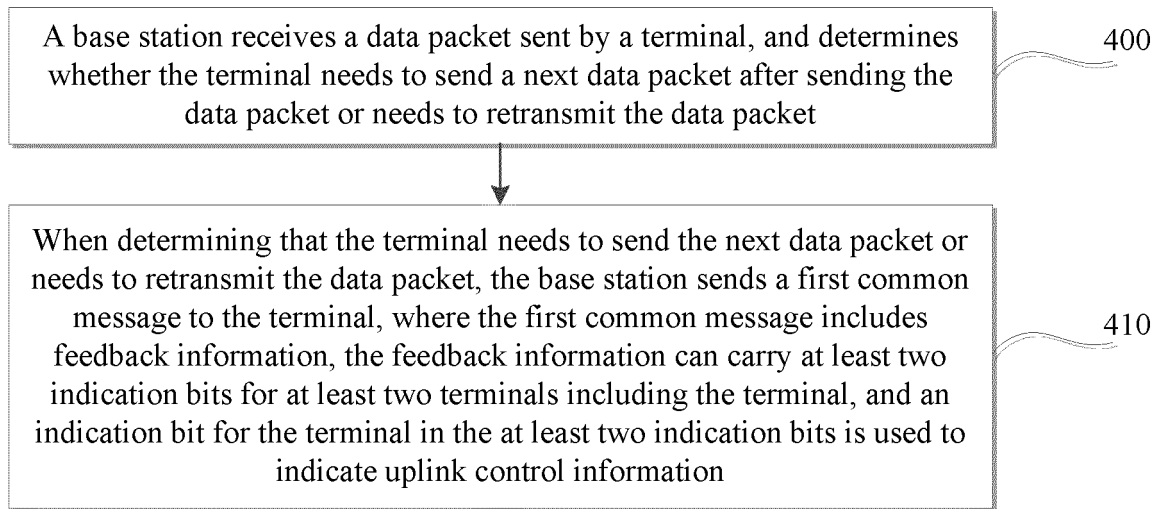 A base station receives a data packet sent by a terminal, and determines
whether the terminal needs to send a next data packet after sending the
data packet or needs to retransmit the data packet
400
When determining that the terminal needs to send the next data packet or
needs to retransmit the data packet, the base station sends a first common
message to the terminal, where the first common message includes
feedback information, the feedback information can carry at least two
indication bits for at least two terminals including the terminal, and an
indication bit for the terminal in the at least two indication bits is used to
indicate uplink control information
410